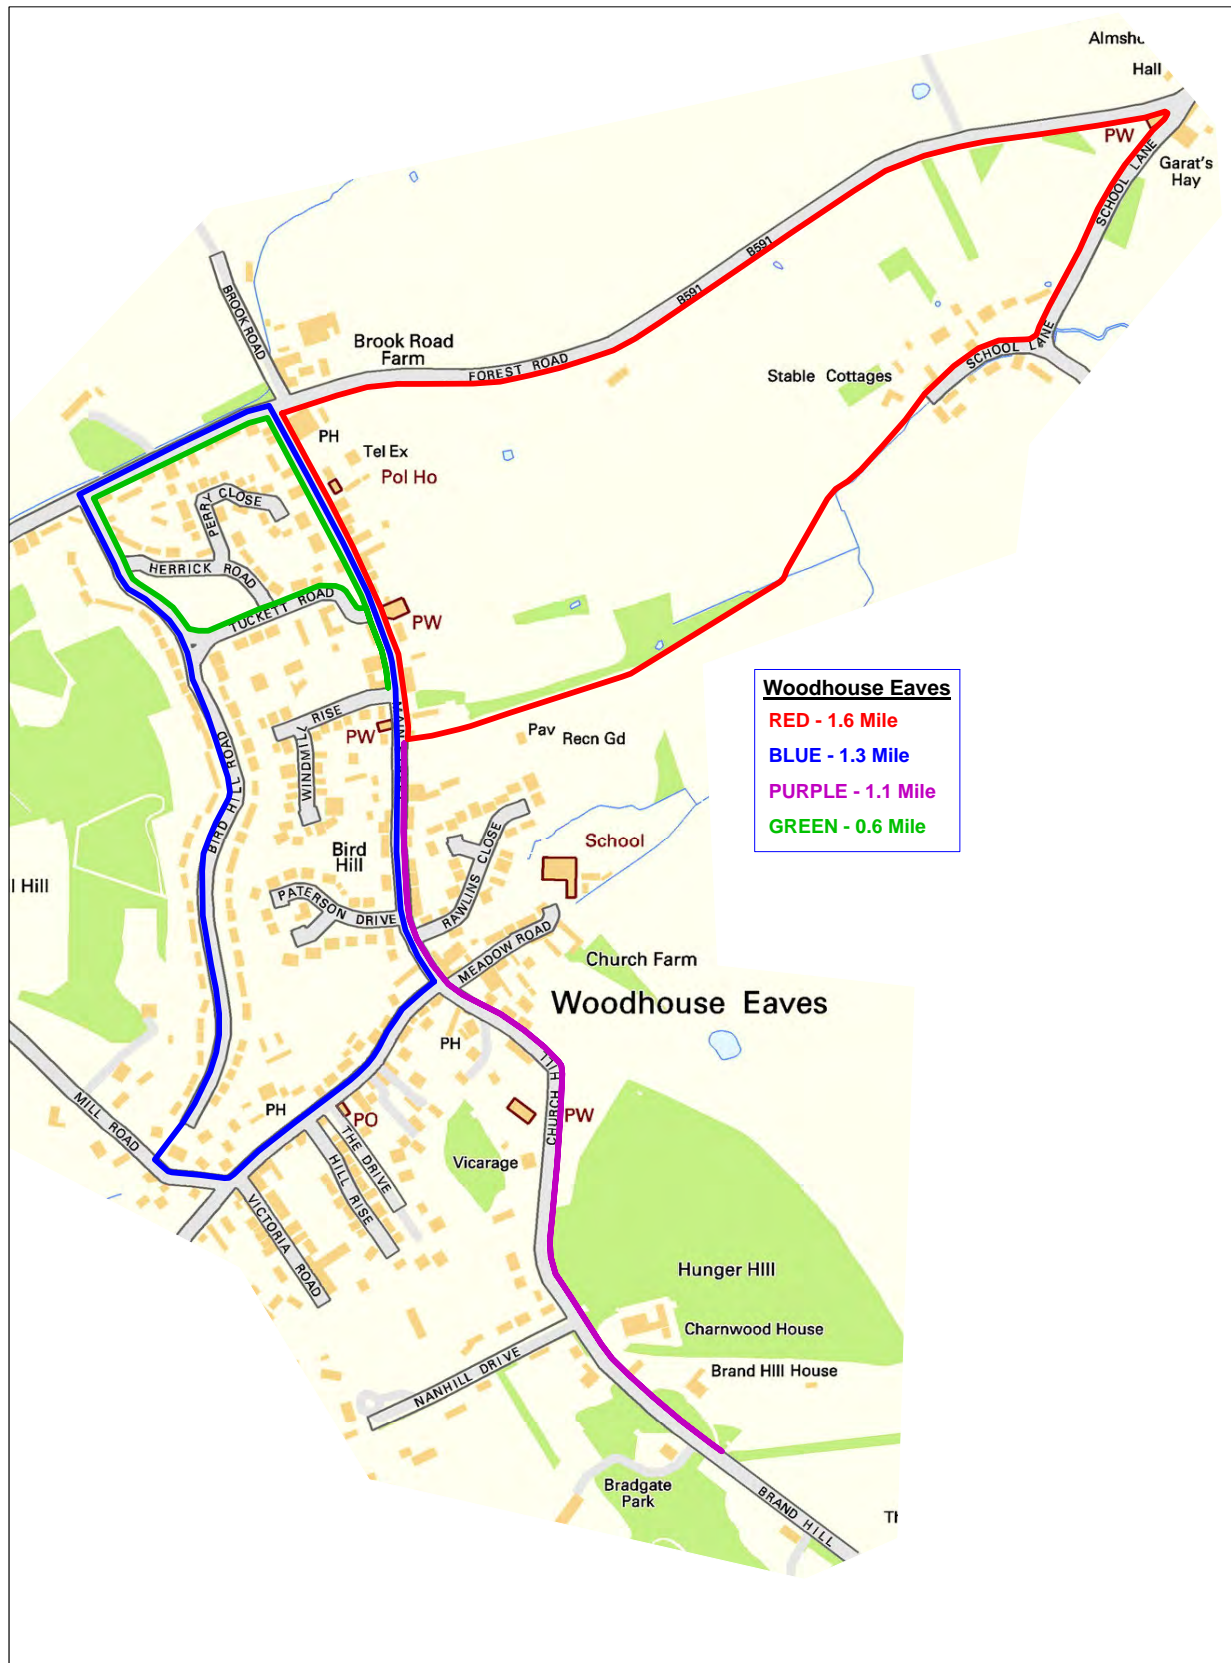 Almshc
Hall
PW
Garat's
Hay
SCHOOL LANE
B591
B591
BROOK ROAD
Brook Road
Farm
FOREST ROAD
SCHOOL LANE
Stable Cottages
PH
Tel Ex
Pol Ho
PERRY CLOSE
HERRICK ROAD
TUCKETT ROAD
PW
Woodhouse Eaves
RED - 1.6 Mile
BLUE - 1.3 Mile
PURPLE - 1.1 Mile
GREEN - 0.6 Mile
RISE
WINDMILL
MAIN
PW
Pav
Recn Gd
BIRD HILL ROAD
Bird
Hill
School
l Hill
PATERSON DRIVE
RAWLINS CLOSE
MEADOW ROAD
Church Farm
Woodhouse Eaves
PH
MILL ROAD
PH
PO
CHURCH HILL
PW
THE DRIVE
HILL RISE
Vicarage
VICTORIA ROAD
Hunger Hill
Charnwood House
Brand Hill House
NANHILL DRIVE
Bradgate
Park
BRAND HILL
Th